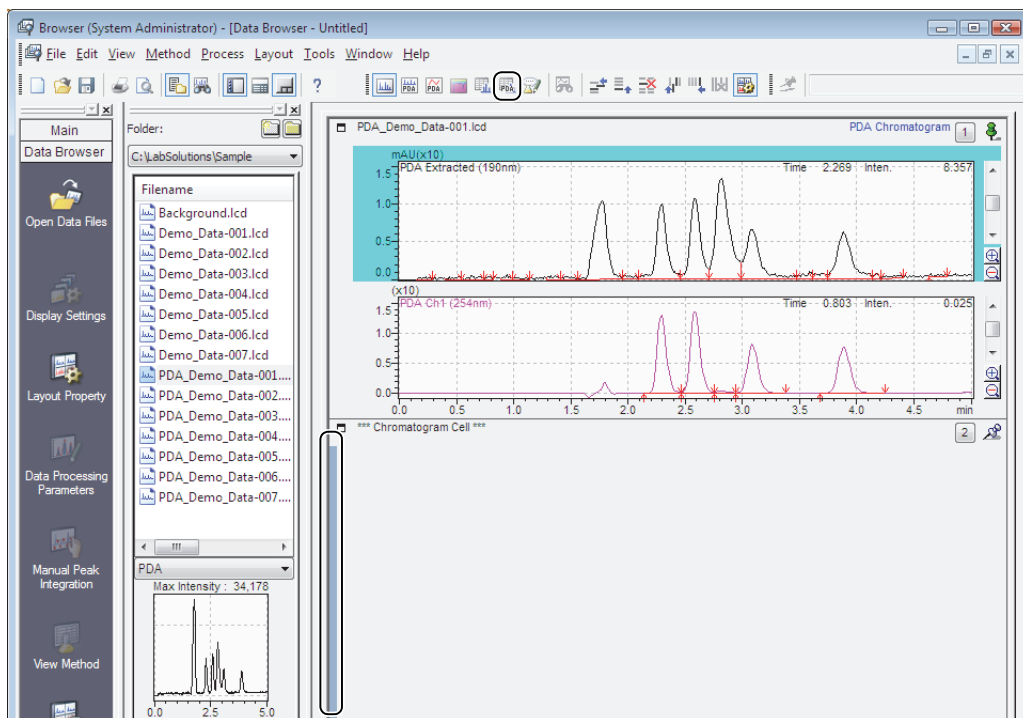 Browser (System Administrator) - [Data Browser - Untitled]
File Edit View Method Process Layout Tools Window Help
Main
Data Browser
Open Data Files
Display Settings
Layout Property
Data Processing
Parameters
Manual Peak
Integration
View Method
Folder:
C:\LabSolutions\Sample
Filename
Background.lcd
Demo_Data-001.lcd
Demo_Data-002.lcd
Demo_Data-003.lcd
Demo_Data-004.lcd
Demo_Data-005.lcd
Demo_Data-006.lcd
Demo_Data-007.lcd
PDA_Demo_Data-001....
PDA_Demo_Data-002....
PDA_Demo_Data-003....
PDA_Demo_Data-004....
PDA_Demo_Data-005....
PDA_Demo_Data-006....
PDA_Demo_Data-007....
PDA
Max Intensity : 34,178
0.0 2.5 5.0
PDA_Demo_Data-001.lcd PDA Chromatogram 1
mAU(x10)
PDA Extracted (190nm) Time 2.269 Inten. 8.357
1.5
1.0
0.5
0.0
(x10)
PDA Ch1 (254nm) Time 0.803 Inten. 0.025
1.5
1.0
0.5
0.0
0.0 0.5 1.0 1.5 2.0 2.5 3.0 3.5 4.0 4.5 min
*** Chromatogram Cell *** 2